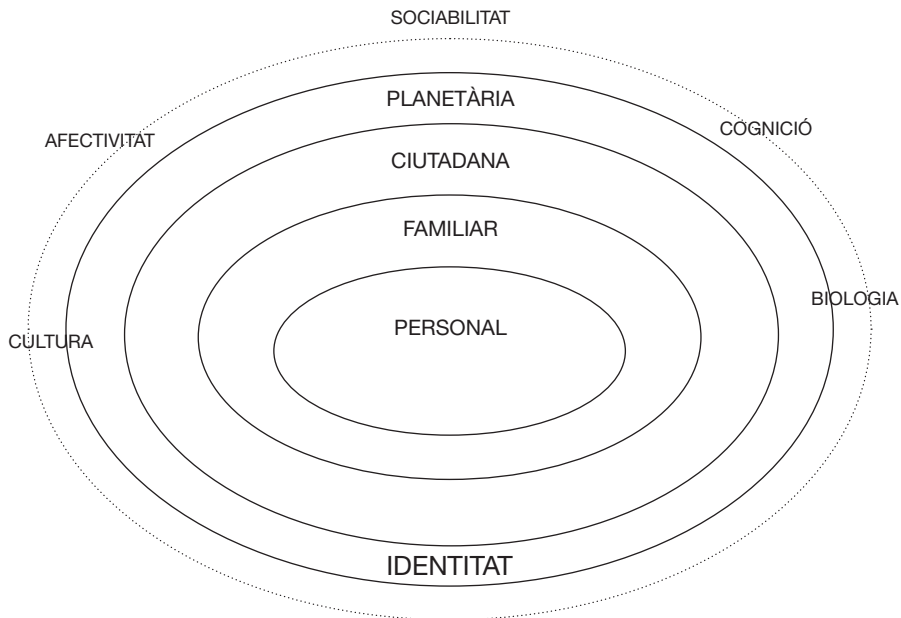 SOCIABILITAT
PLANETÀRIA
COGNICIÓ
AFECTIVITAT
CIUTADANA
FAMILIAR
BIOLOGIA
PERSONAL
CULTURA
IDENTITAT